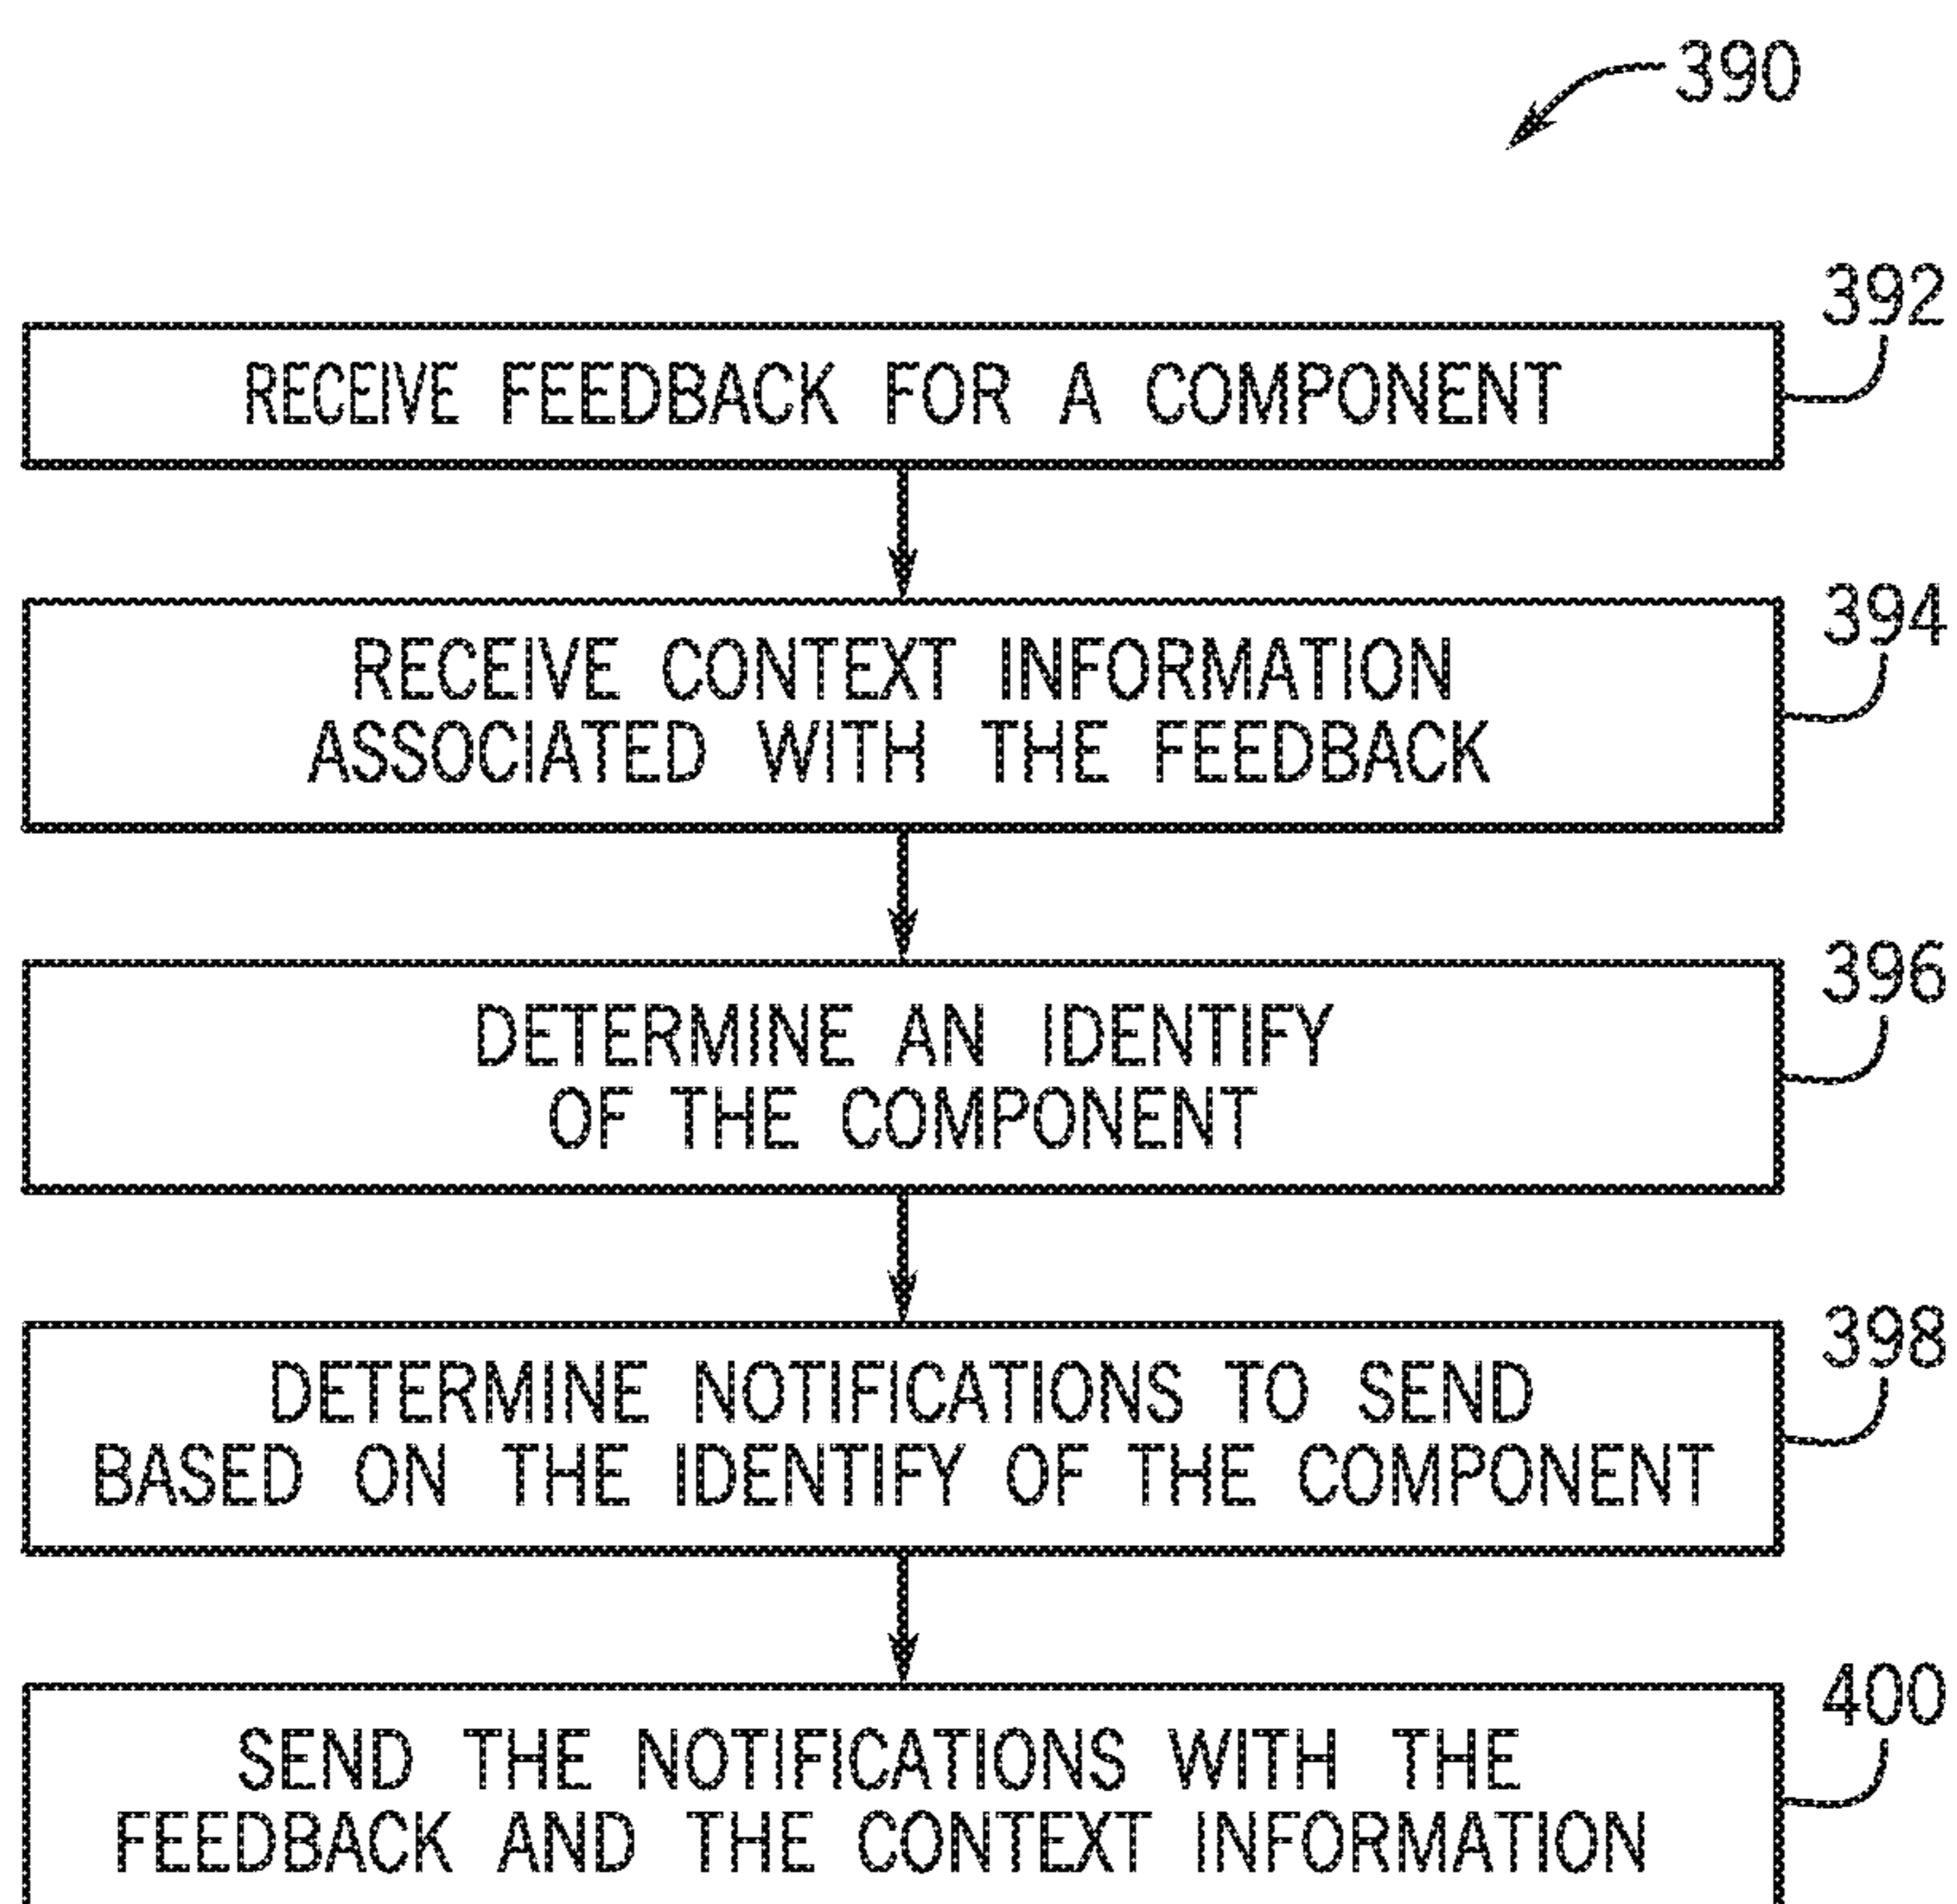 390
392
RECEIVE FEEDBACK FOR A COMPONENT
394
RECEIVE CONTEXT INFORMATION
ASSOCIATED WITH THE FEEDBACK
396
DETERMINE AN IDENTIFY
OF THE COMPONENT
398
DETERMINE NOTIFICATIONS TO SEND
BASED ON THE IDENTIFY OF THE COMPONENT
400
SEND THE NOTIFICATIONS WITH THE
FEEDBACK AND THE CONTEXT INFORMATION